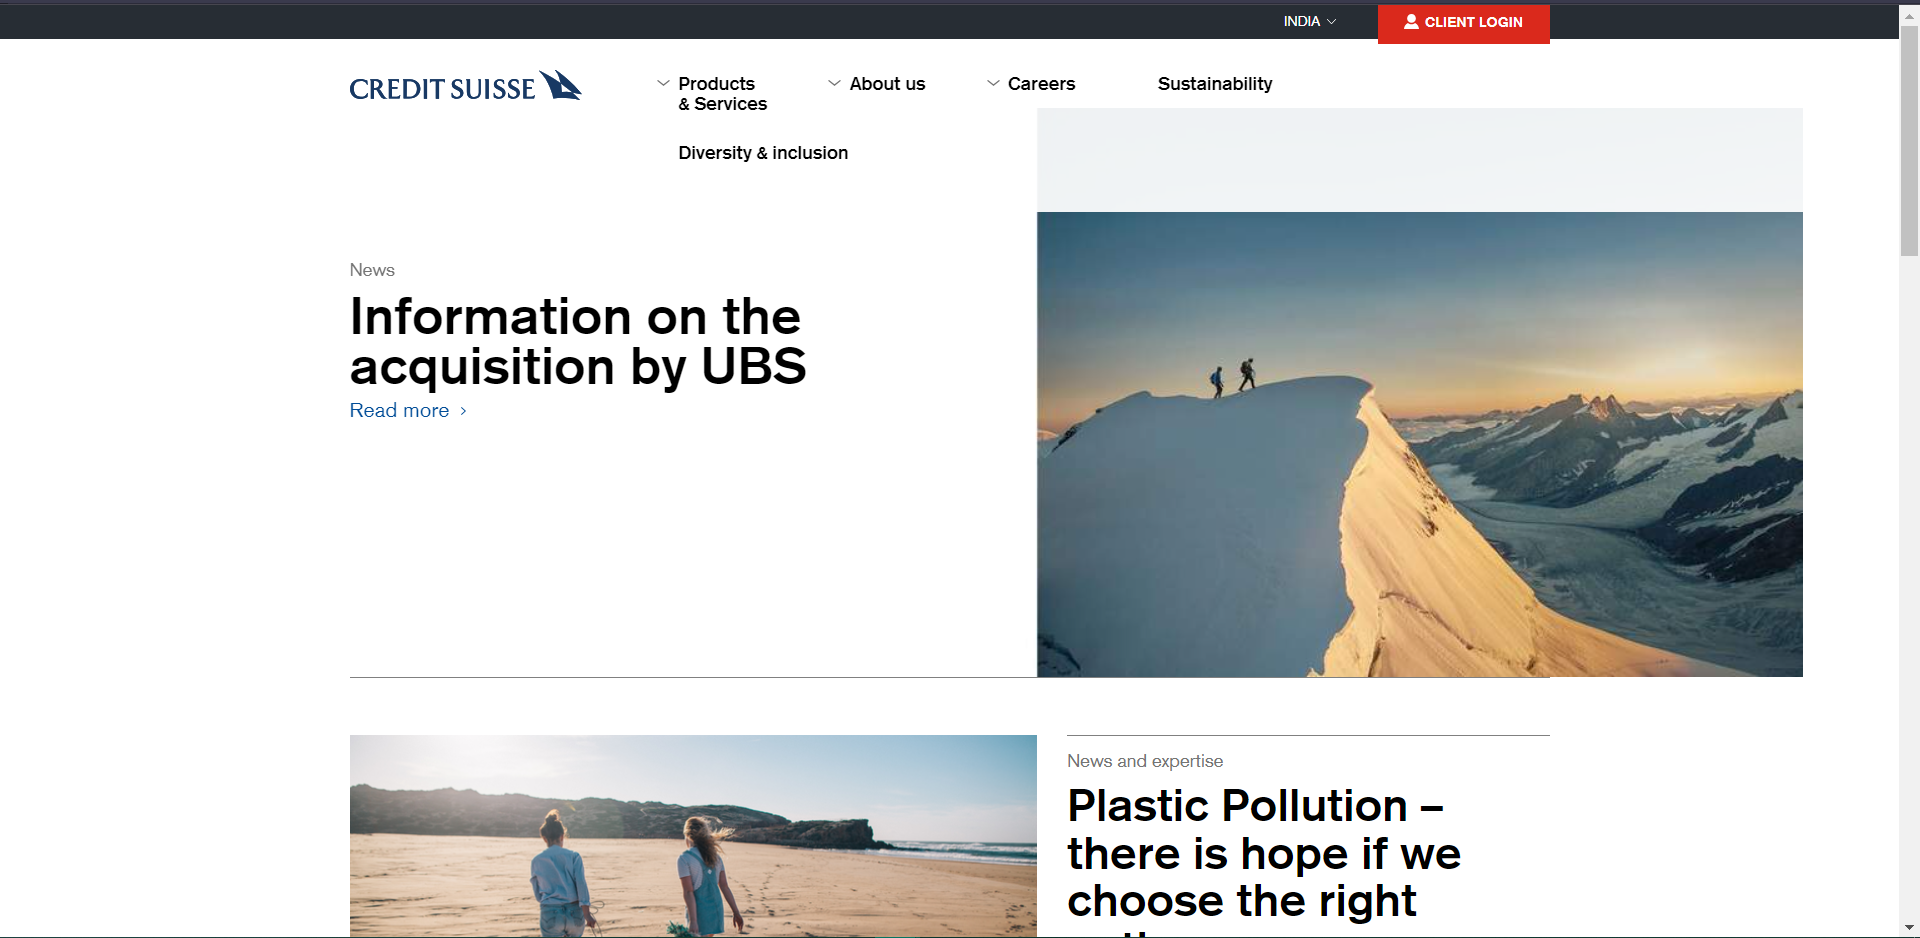 INDIA
CLIENT LOGIN
CREDIT SUISSE
Products
& Services
About us
Careers
Sustainability
Diversity & inclusion
News
Information on the
acquisition by UBS
Read more
News and expertise
Plastic Pollution –
there is hope if we
choose the right